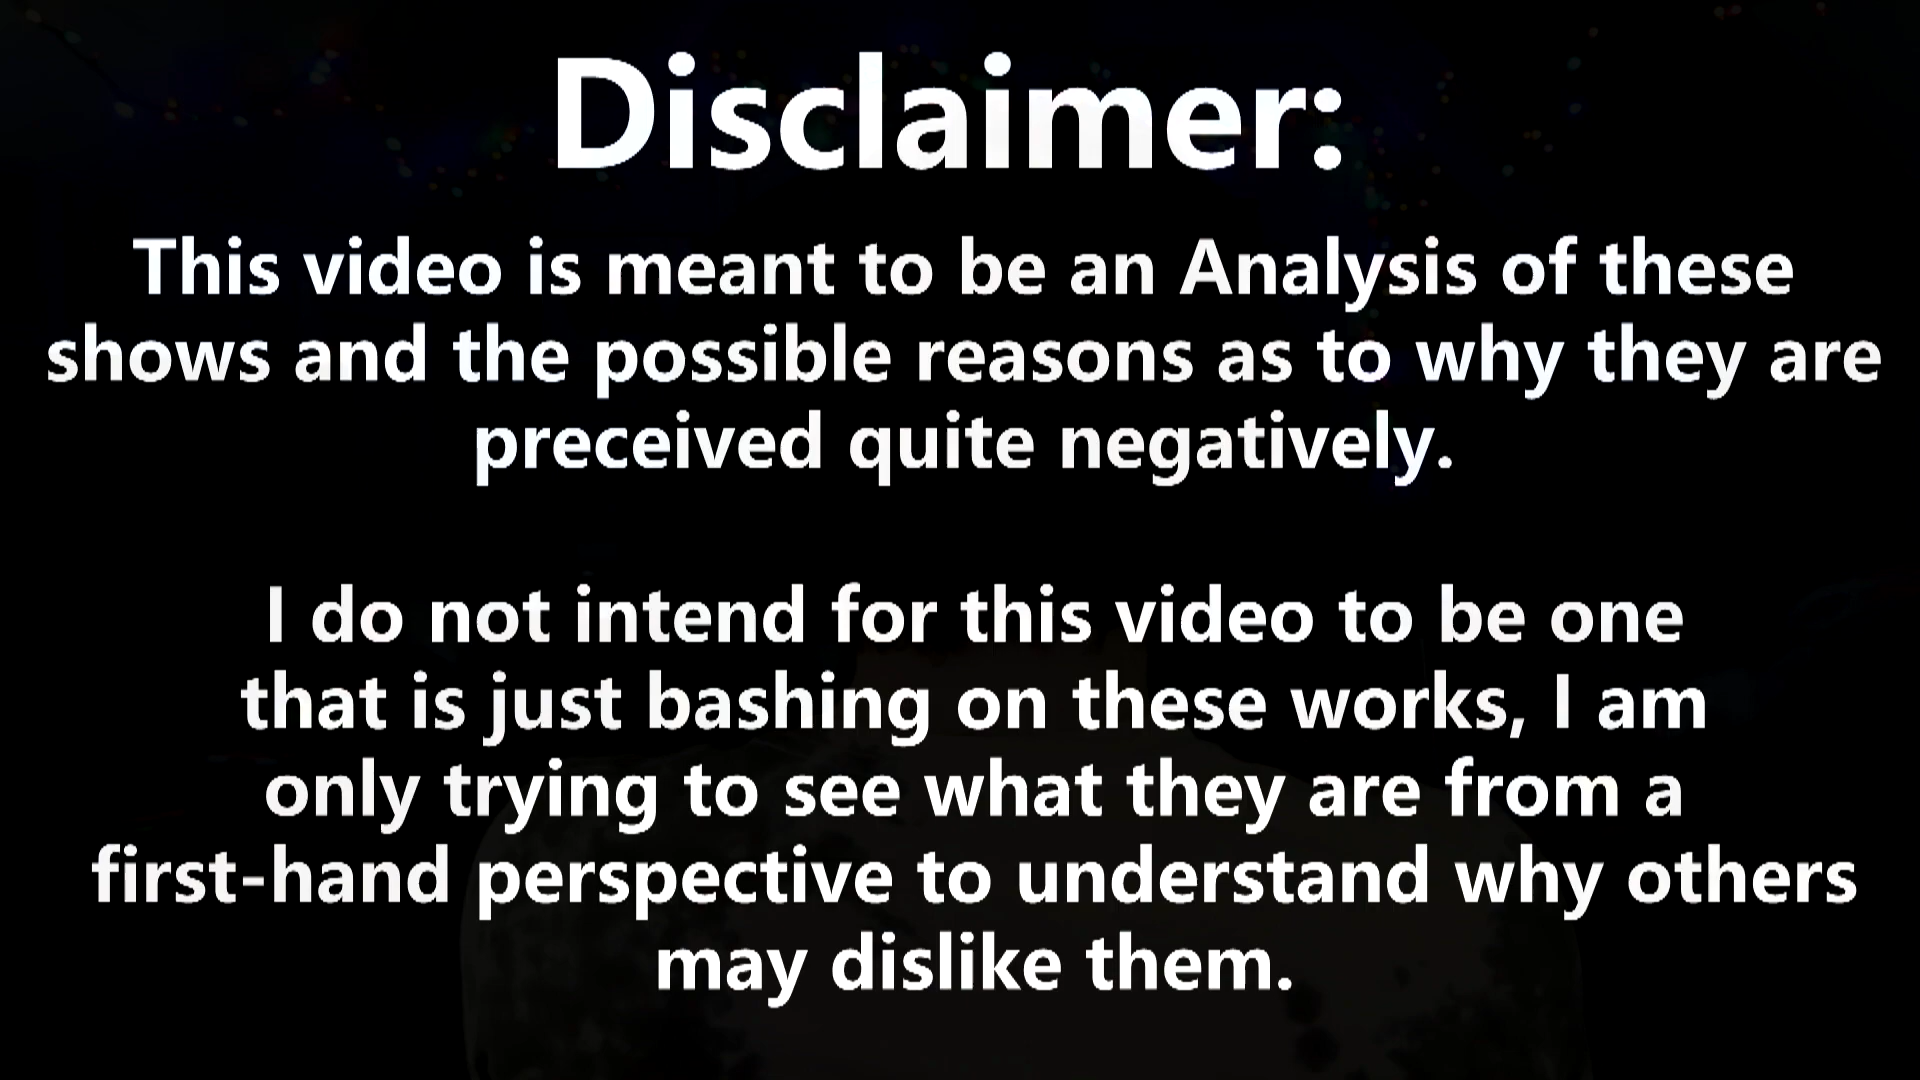 Disclaimer:
This video is meant to be an Analysis of these
shows and the possible reasons as to why they are
preceived quite negatively.
I do not intend for this video to be one
that is just bashing on these works, I am
only trying to see what they are from a
first-hand perspective to understand why others
may dislike them.